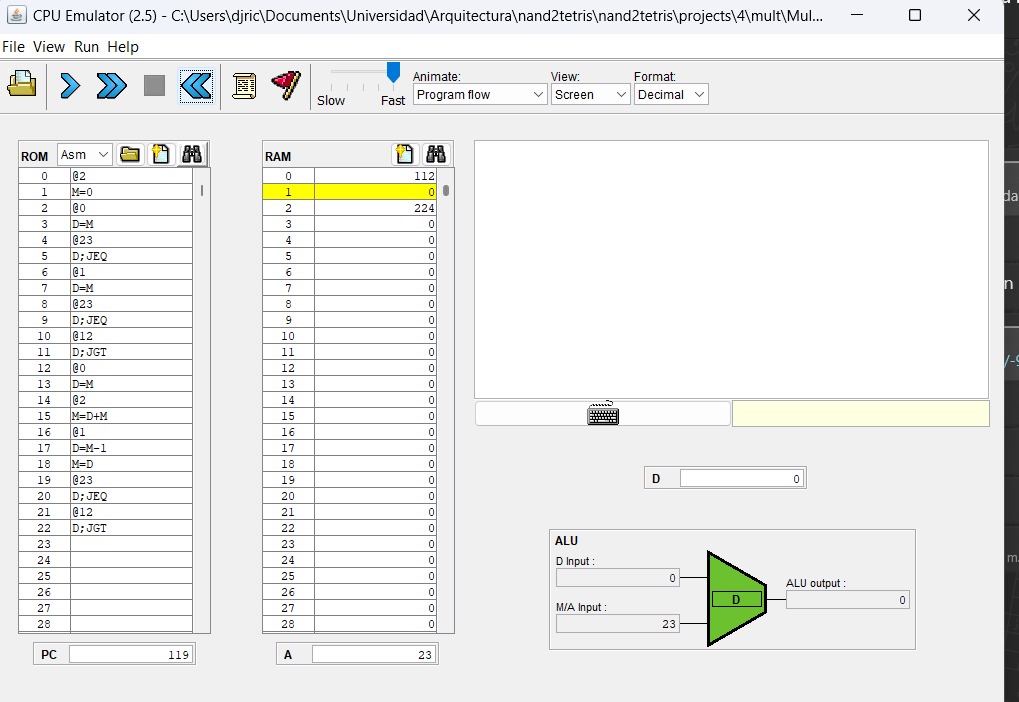 CPU Emulator (2.5) - C:\Users\djric\Documents\Universidad\Arquitectura\nand2tetris\nand2tetris\projects\4\mult\Mul...
File View Run Help
Slow Fast
Animate: View: Format:
Program flow Screen Decimal
ROM Asm
0 @2
1 M=0
2 @0
3 D=M
4 @23
5 D;JEQ
6 @1
7 D=M
8 @23
9 D;JEQ
10 @12
11 D;JGT
12 @0
13 D=M
14 @2
15 M=D+M
16 @1
17 D=M-1
18 M=D
19 @23
20 D;JEQ
21 @12
22 D;JGT
23
24
25
26
27
28
PC 119
RAM
0 112
1 0
2 224
3 0
4 0
5 0
6 0
7 0
8 0
9 0
10 0
11 0
12 0
13 0
14 0
15 0
16 0
17 0
18 0
19 0
20 0
21 0
22 0
23 0
24 0
25 0
26 0
27 0
28 0
A 23
D 0
ALU
D Input :
0
M/A Input :
23
D
ALU output :
0